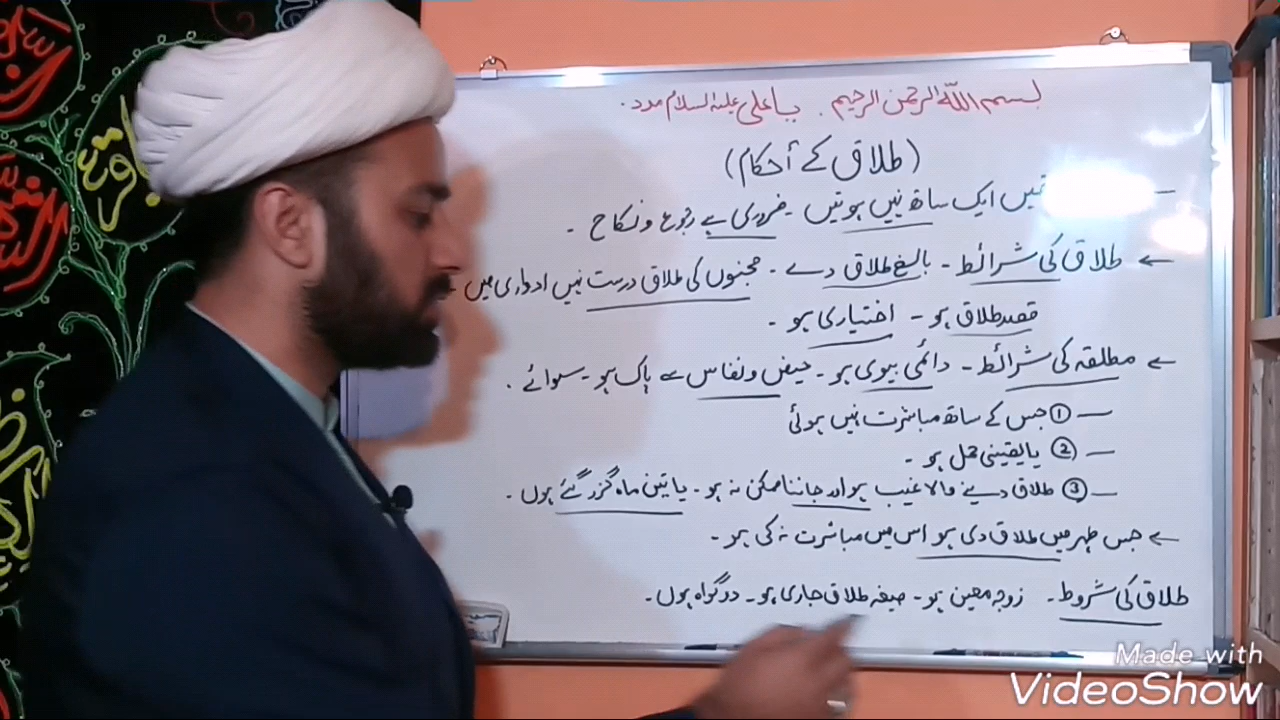 بسم اللہ الرحمن الرحیم . یا علی علیہ السلام مدد .
(طلاق کے احکام)
ایک ساتھ نہیں ہوتیں - ضروری ہے رجوع و نکاح -
← طلاق کی شرائط - بالغ طلاق دے - مجنوں کی طلاق درست نہیں ادواری میں
قصد طلاق ہو - اختیاری ہو -
← مطلقہ کی شرائط - دائمی بیوی ہو - حیض و نفاس سے پاک ہو - سوائے .
— ① جس کے ساتھ مباشرت نہیں ہوئی
— ② یا یقینی حمل ہو -
— ③ طلاق دینے والا غیب ہو اور جاننا ممکن نہ ہو - یا تین ماہ گزر گئے ہوں -
← جس طہر میں طلاق دی ہو اس میں مباشرت نہ کی ہو -
طلاق کی شروط - زوجہ معین ہو - صیغہ طلاق جاری ہو - دو گواہ ہوں -
باقر
Made with
VideoShow